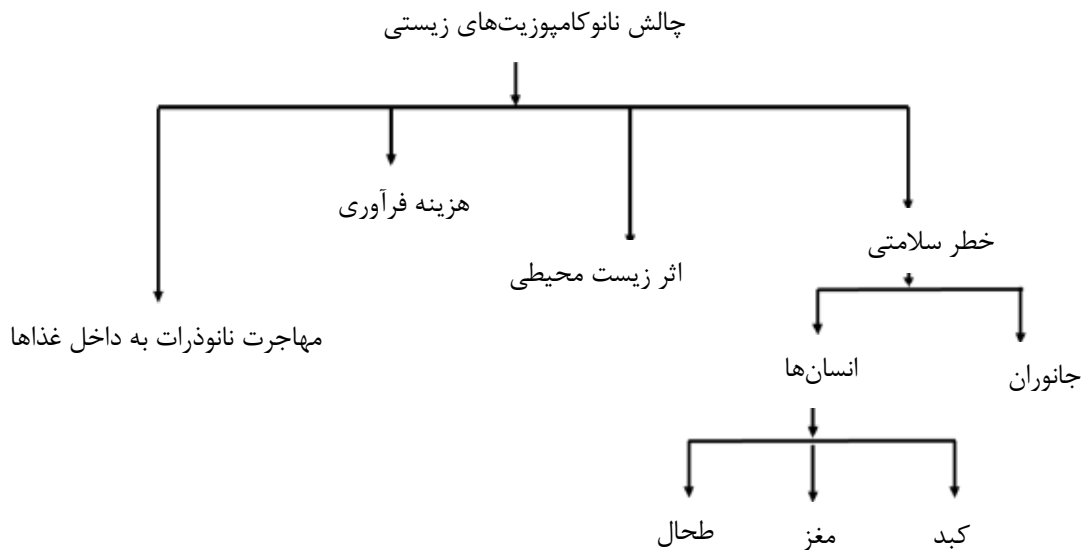 چالش نانوکامپوزیت‌های زیستی
هزینه فرآوری
خطر سلامتی
اثر زیست محیطی
مهاجرت نانوذرات به داخل غذاها
انسان‌ها
جانوران
کبد
مغز
طحال